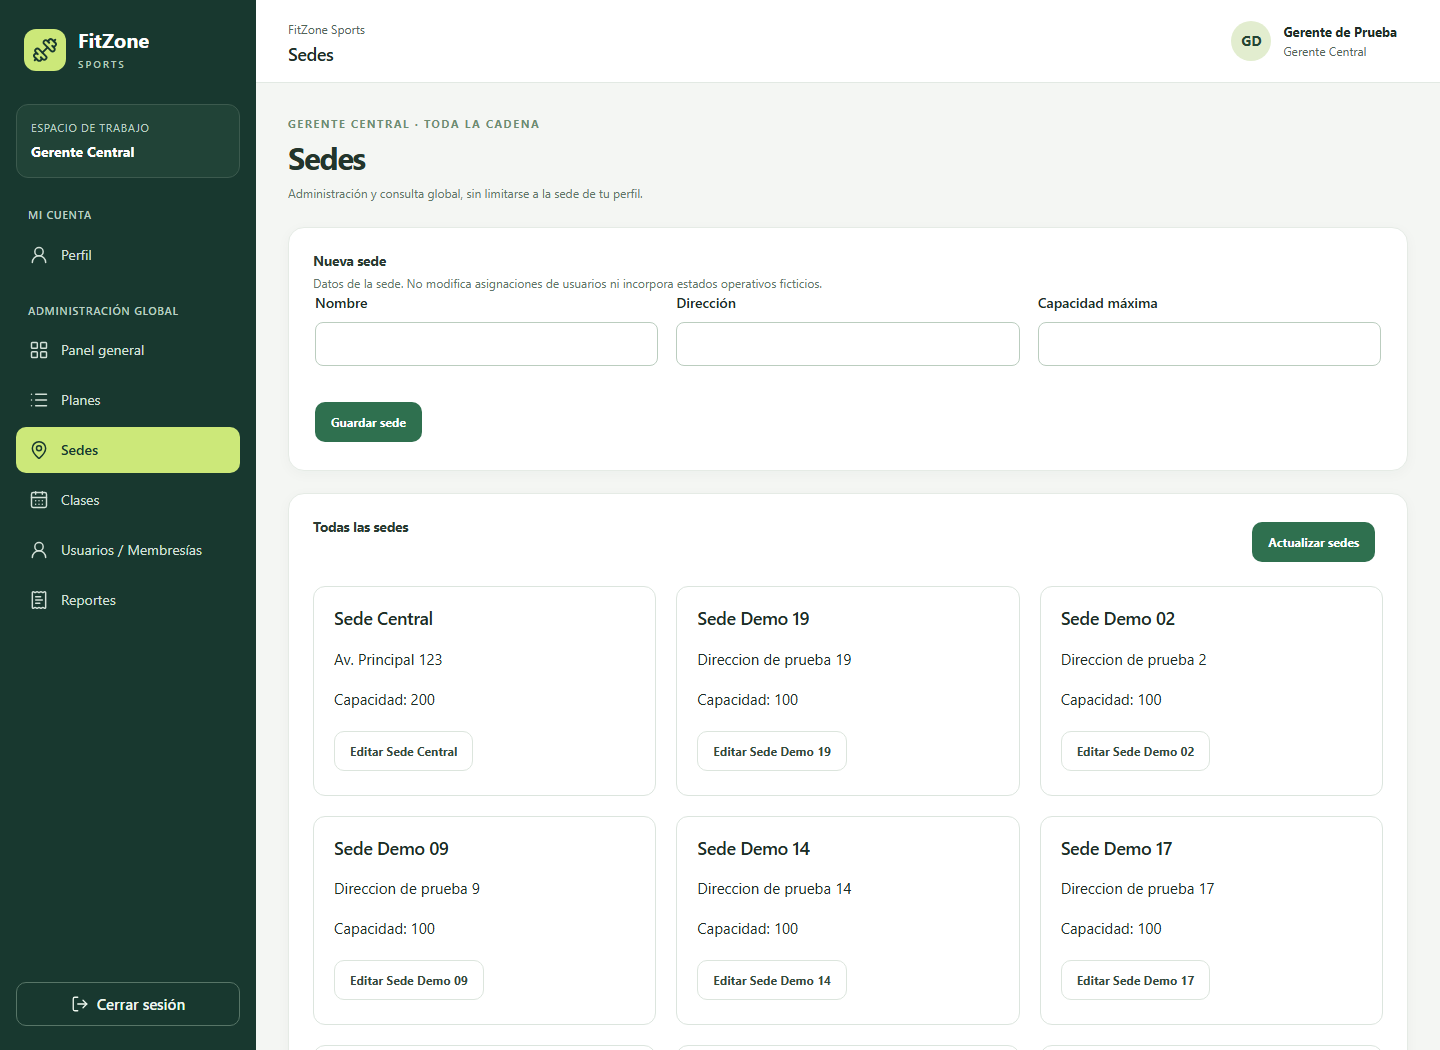 FitZone
SPORTS
ESPACIO DE TRABAJO
Gerente Central
MI CUENTA
Perfil
ADMINISTRACIÓN GLOBAL
Panel general
Planes
Sedes
Clases
Usuarios / Membresías
Reportes
Cerrar sesión
FitZone Sports
Sedes
GD
Gerente de Prueba
Gerente Central
GERENTE CENTRAL · TODA LA CADENA
Sedes
Administración y consulta global, sin limitarse a la sede de tu perfil.
Nueva sede
Datos de la sede. No modifica asignaciones de usuarios ni incorpora estados operativos ficticios.
Nombre
Dirección
Capacidad máxima
Guardar sede
Todas las sedes
Actualizar sedes
Sede Central
Av. Principal 123
Capacidad: 200
Editar Sede Central
Sede Demo 19
Direccion de prueba 19
Capacidad: 100
Editar Sede Demo 19
Sede Demo 02
Direccion de prueba 2
Capacidad: 100
Editar Sede Demo 02
Sede Demo 09
Direccion de prueba 9
Capacidad: 100
Editar Sede Demo 09
Sede Demo 14
Direccion de prueba 14
Capacidad: 100
Editar Sede Demo 14
Sede Demo 17
Direccion de prueba 17
Capacidad: 100
Editar Sede Demo 17